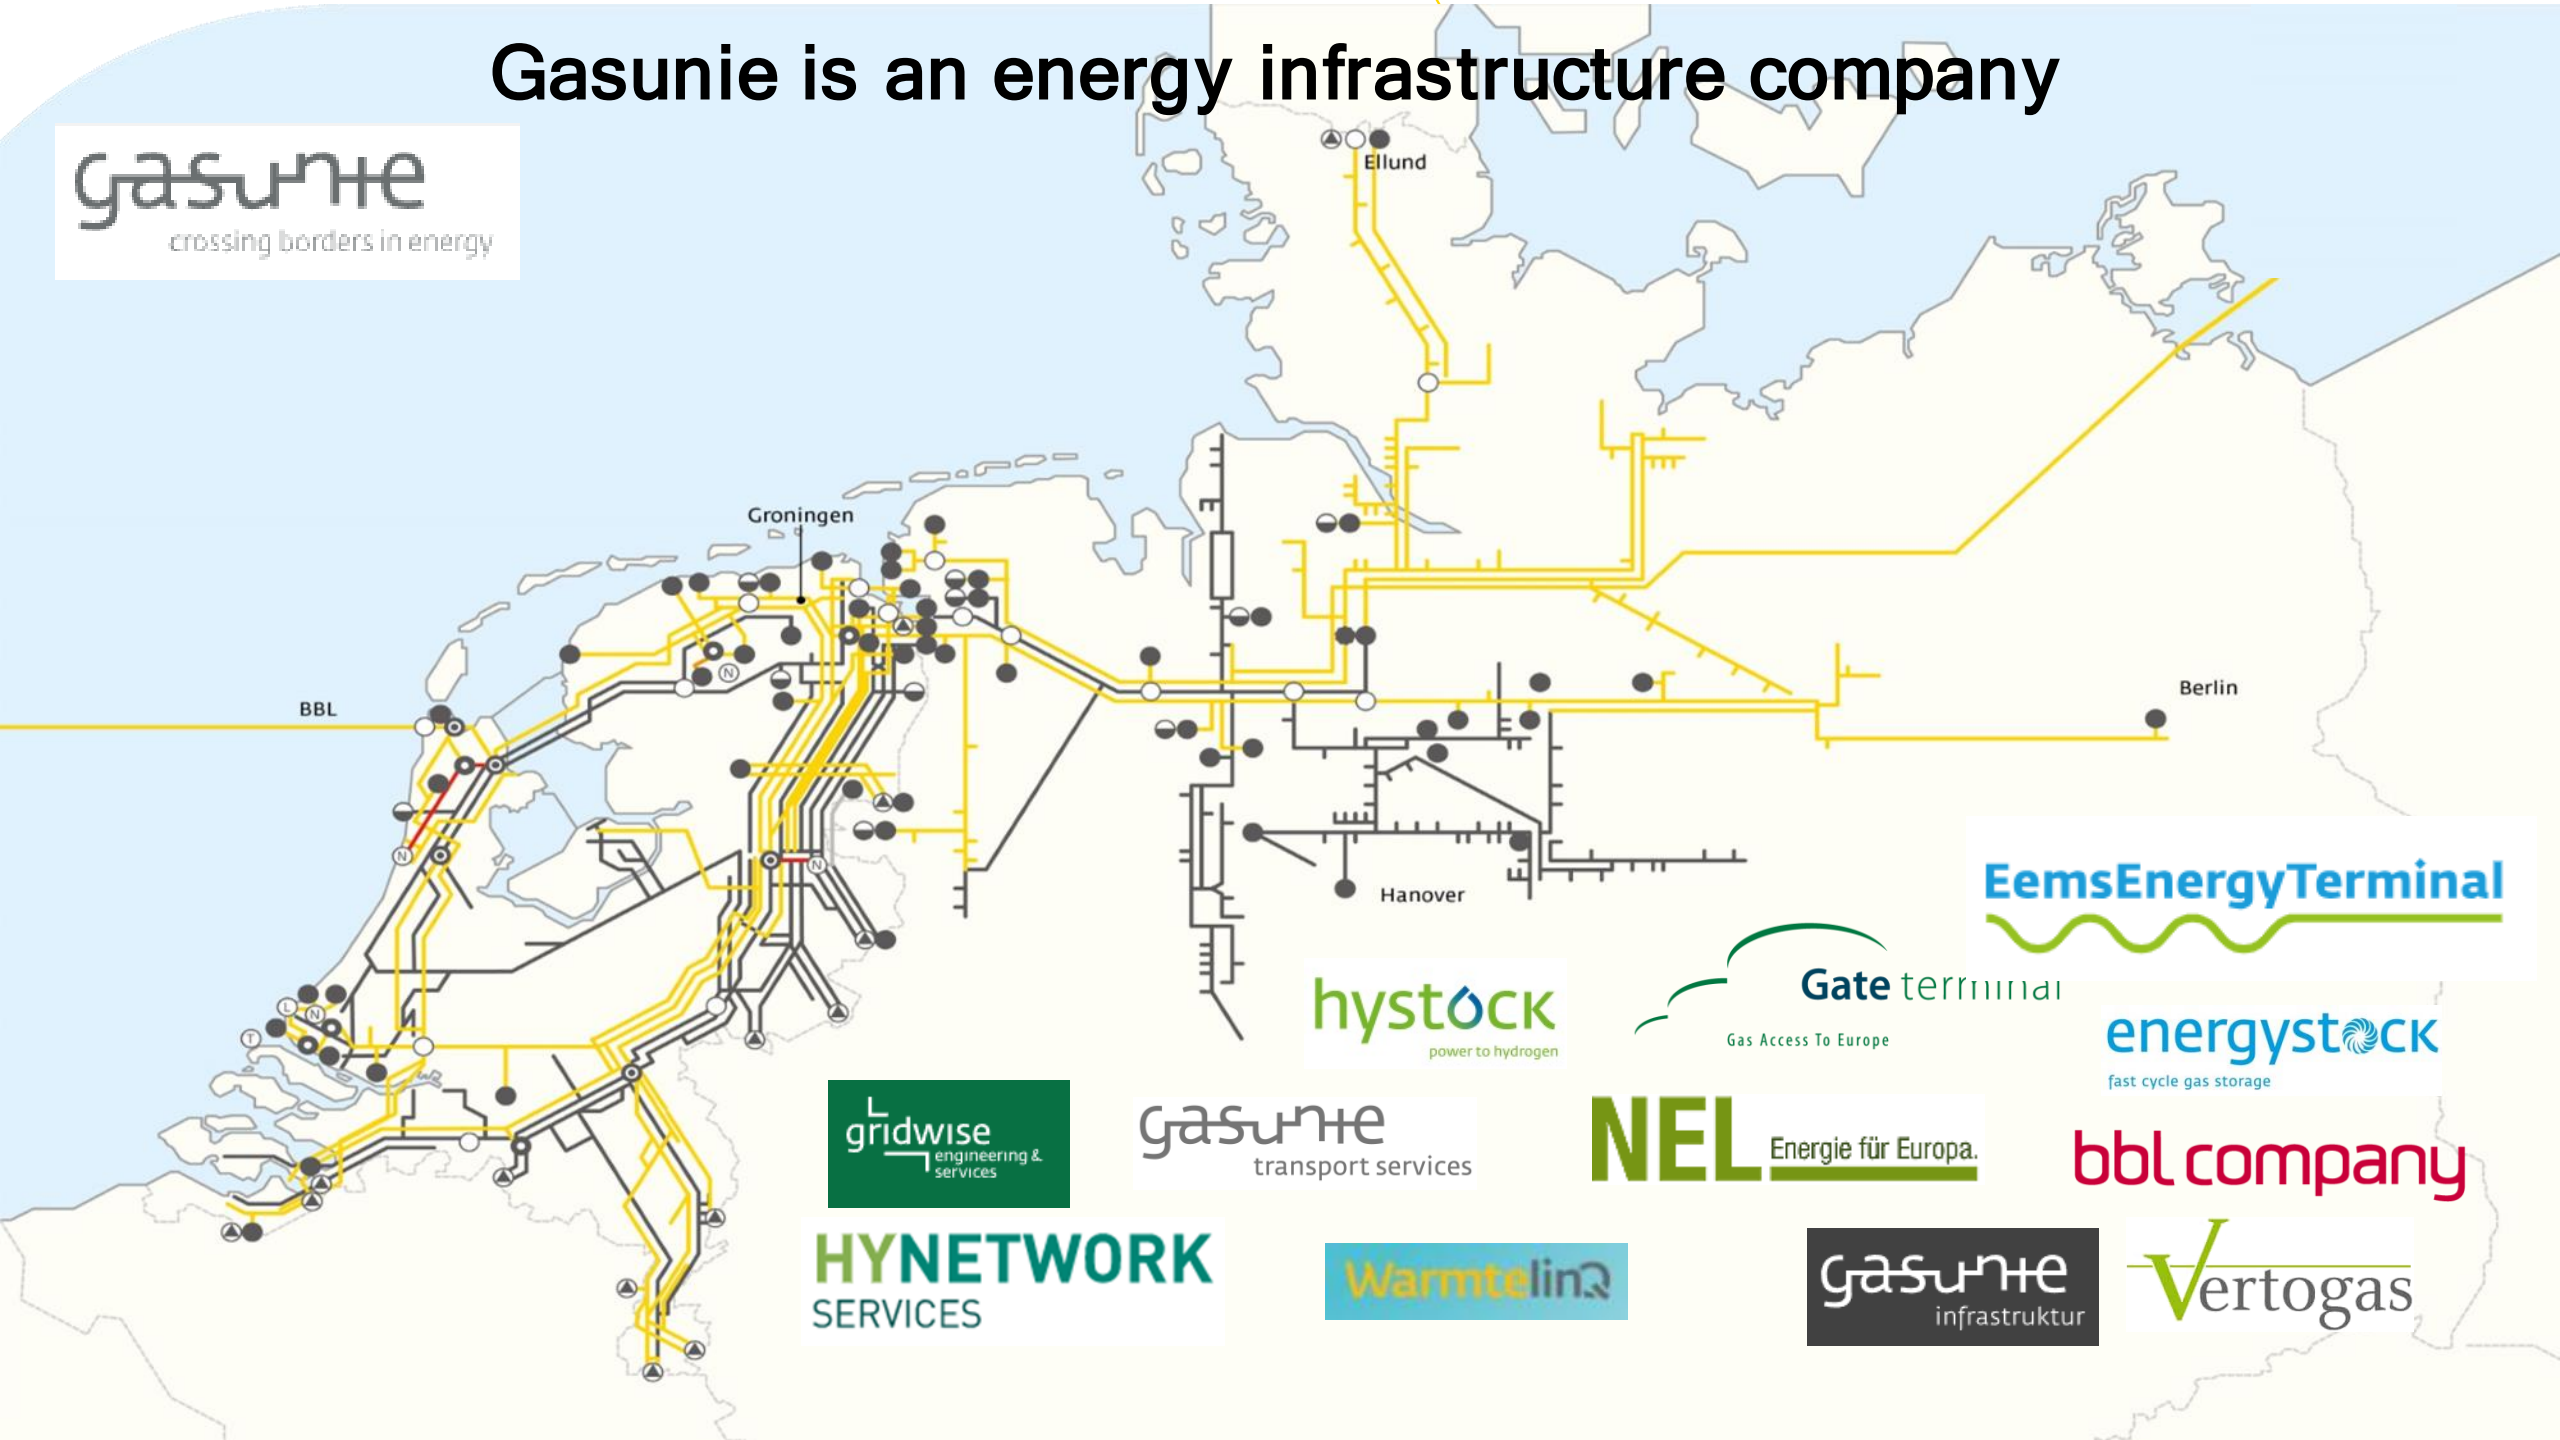 Gasunie is an energy infrastructure company
gasunie
crossing borders in energy
Ellund
Groningen
BBL
Berlin
Hanover
N
N
N
L
N
T
EemsEnergyTerminal
Gate terminal
Gas Access To Europe
hystock
power to hydrogen
energystock
fast cycle gas storage
gridwise
engineering &
services
gasunie
transport services
NEL Energie für Europa.
bbl company
HYNETWORK
SERVICES
WarmtelinQ
gasunie
infrastruktur
Vertogas